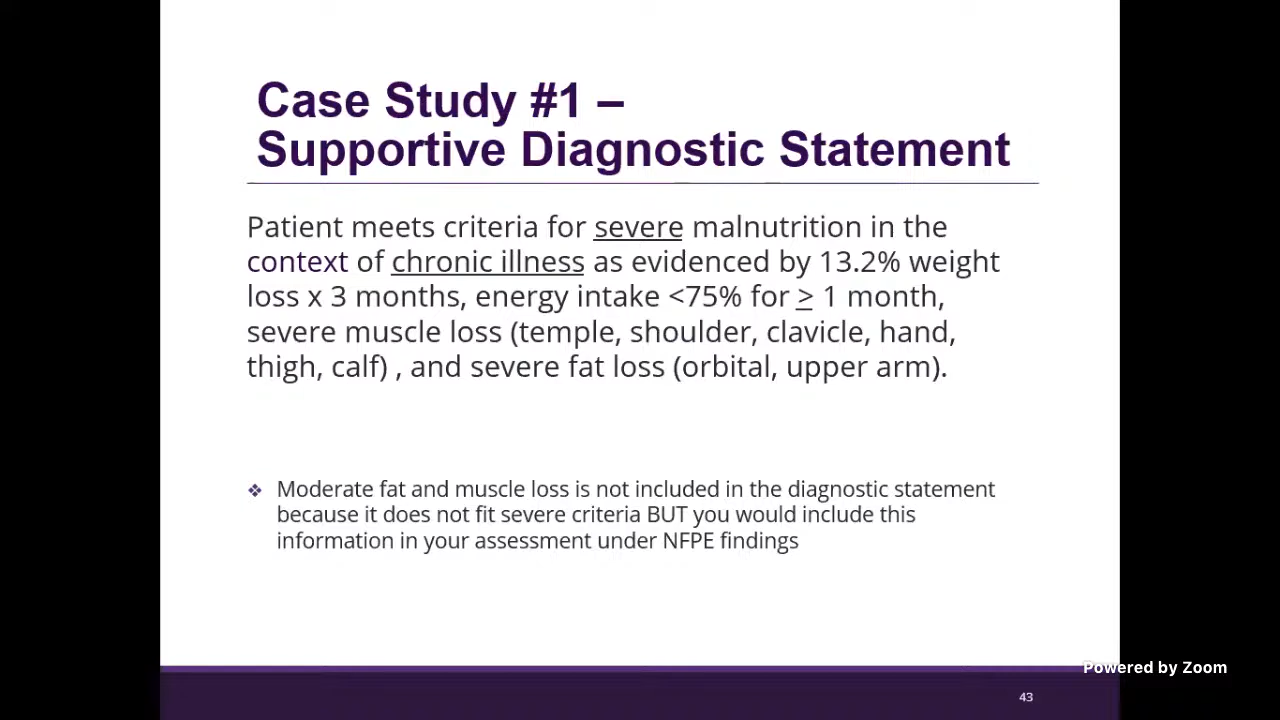 Case Study #1 –
Supportive Diagnostic Statement
Patient meets criteria for severe malnutrition in the
context of chronic illness as evidenced by 13.2% weight
loss x 3 months, energy intake <75% for ≥ 1 month,
severe muscle loss (temple, shoulder, clavicle, hand,
thigh, calf) , and severe fat loss (orbital, upper arm).
❖ Moderate fat and muscle loss is not included in the diagnostic statement
because it does not fit severe criteria BUT you would include this
information in your assessment under NFPE findings
Powered by Zoom
43